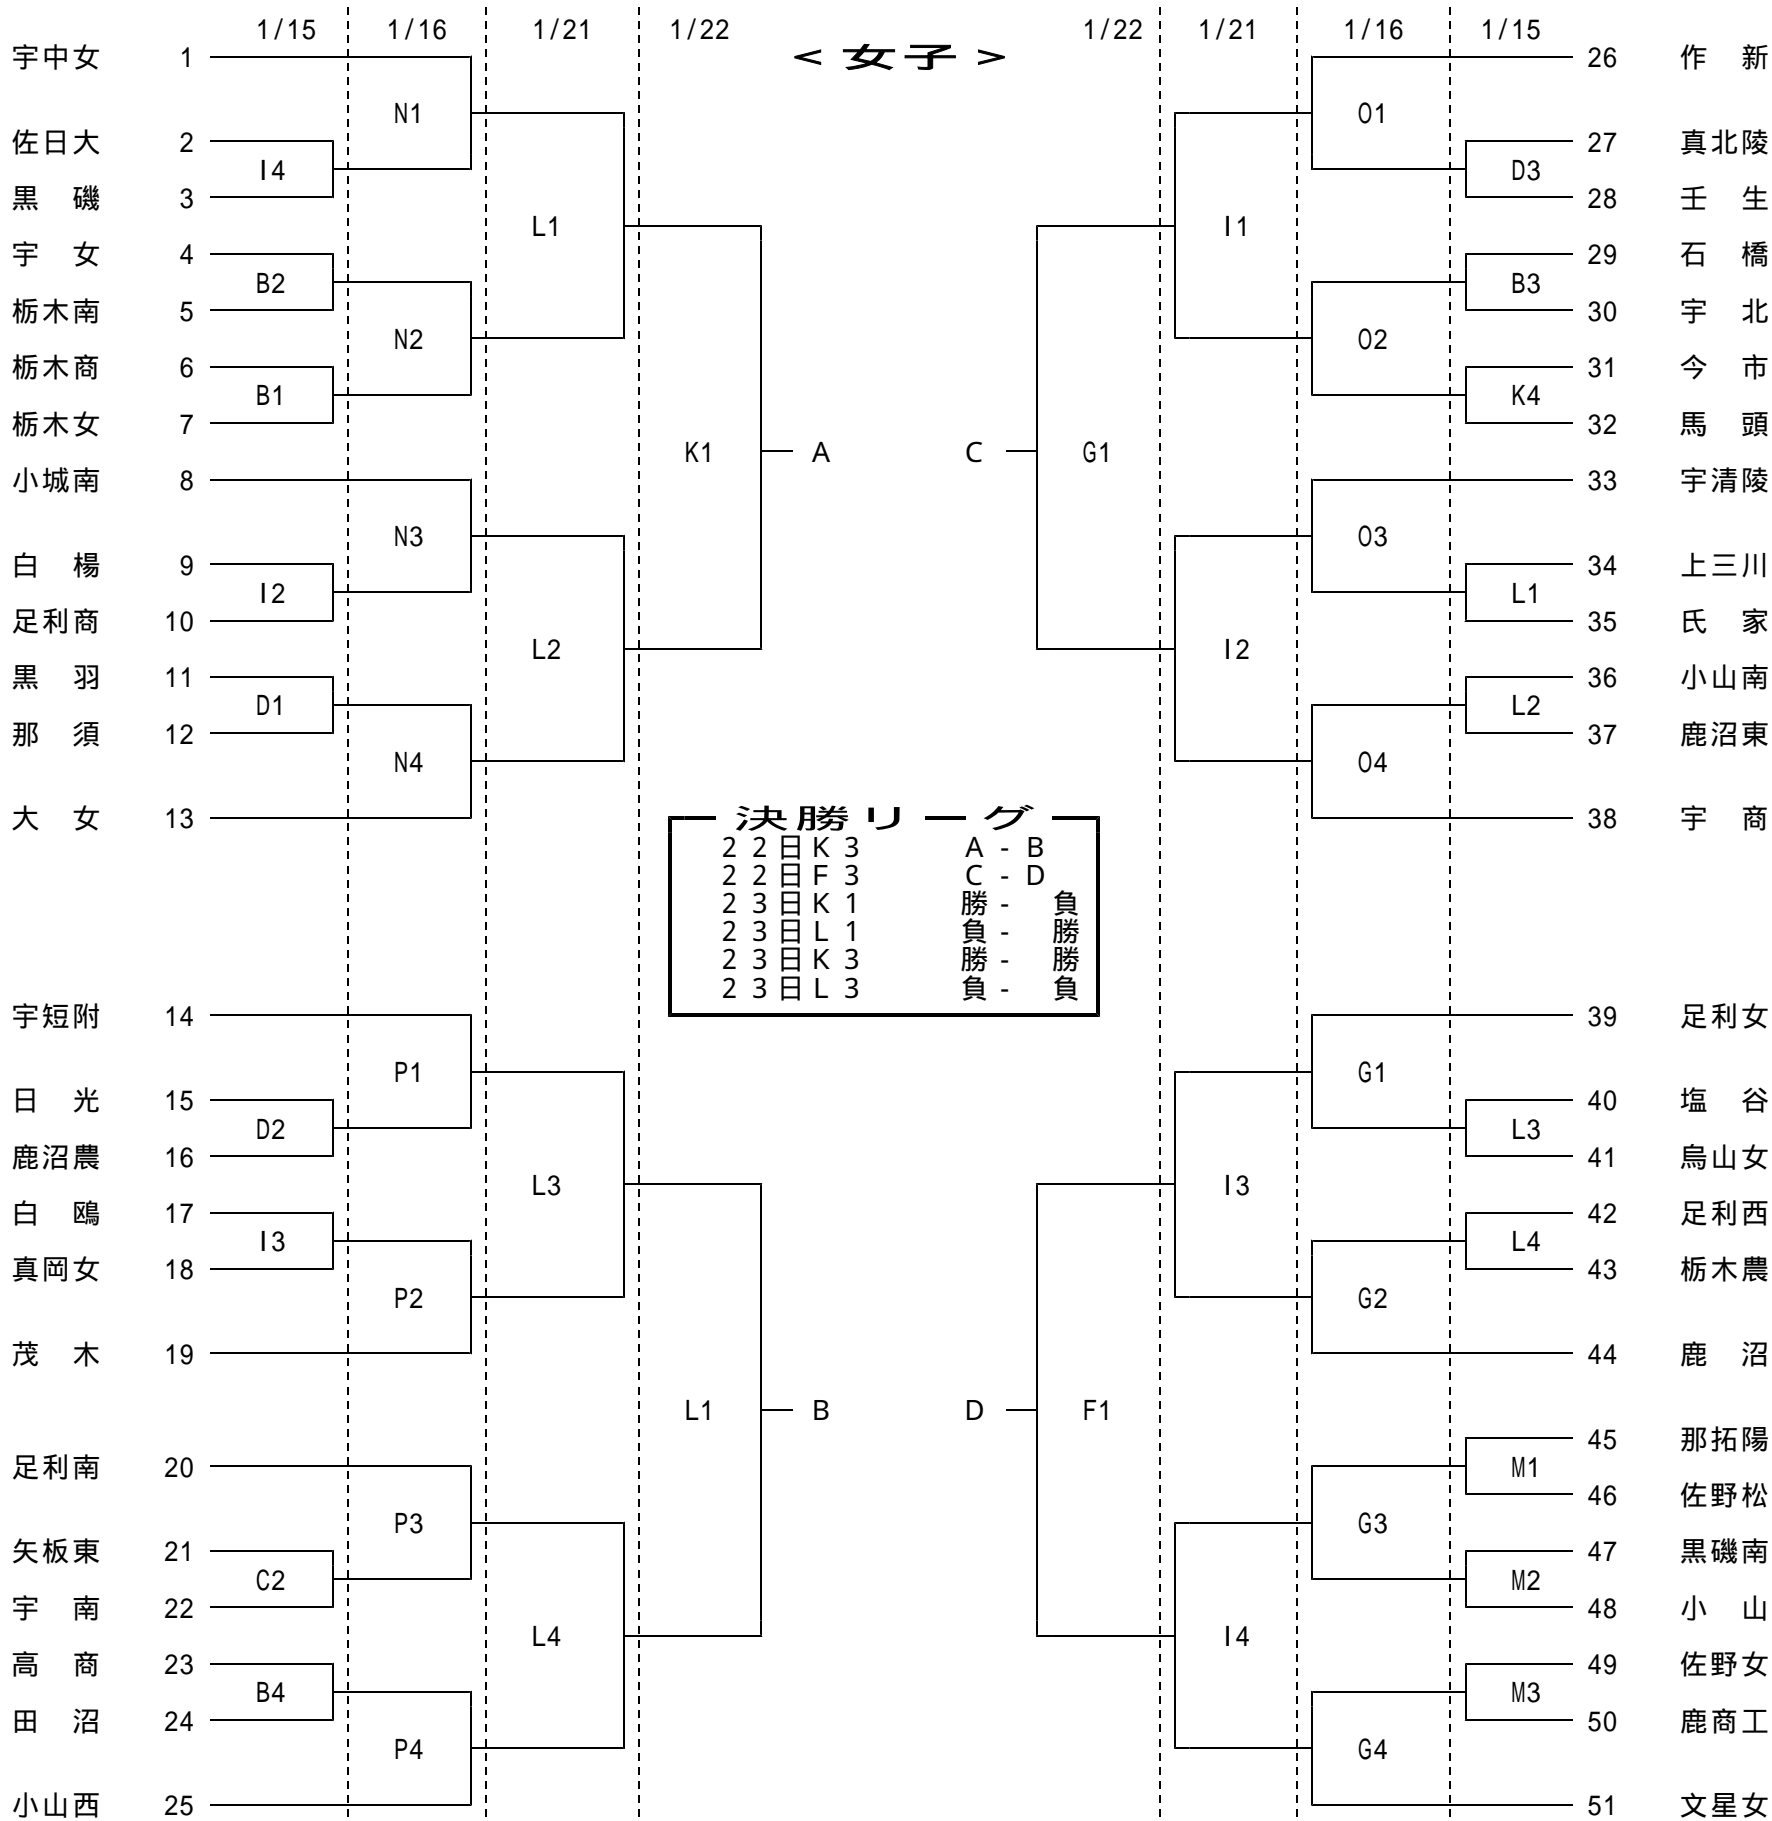 1/15 1/16 1/21 1/22 1/22 1/21 1/16 1/15
<女子>
宇中女 1 26 作 新
N1 O1
佐日大 2 27 真北陵
I4 D3
黒 磯 3 28 壬 生
L1 I1
宇 女 4 29 石 橋
B2 B3
栃木南 5 30 宇 北
N2 O2
栃木商 6 31 今 市
B1 K4
栃木女 7 32 馬 頭
K1 A C G1
小城南 8 33 宇清陵
N3 O3
白 楊 9 34 上三川
I2 L1
足利商 10 35 氏 家
L2 I2
黒 羽 11 36 小山南
D1 L2
那 須 12 37 鹿沼東
N4 O4
大 女 13 38 宇 商
決勝リーグ
22日K3 A-B
22日F3 C-D
23日K1 勝- 負
23日L1 負- 勝
23日K3 勝- 勝
23日L3 負- 負
宇短附 14 39 足利女
P1 G1
日 光 15 40 塩 谷
D2 L3
鹿沼農 16 41 烏山女
L3 I3
白 鴎 17 42 足利西
I3 L4
真岡女 18 43 栃木農
P2 G2
茂 木 19 44 鹿 沼
L1 B D F1
45 那拓陽
足利南 20 M1
46 佐野松
P3 G3
矢板東 21 47 黒磯南
C2 M2
宇 南 22 48 小 山
L4 I4
高 商 23 49 佐野女
B4 M3
田 沼 24 50 鹿商工
P4 G4
小山西 25 51 文星女